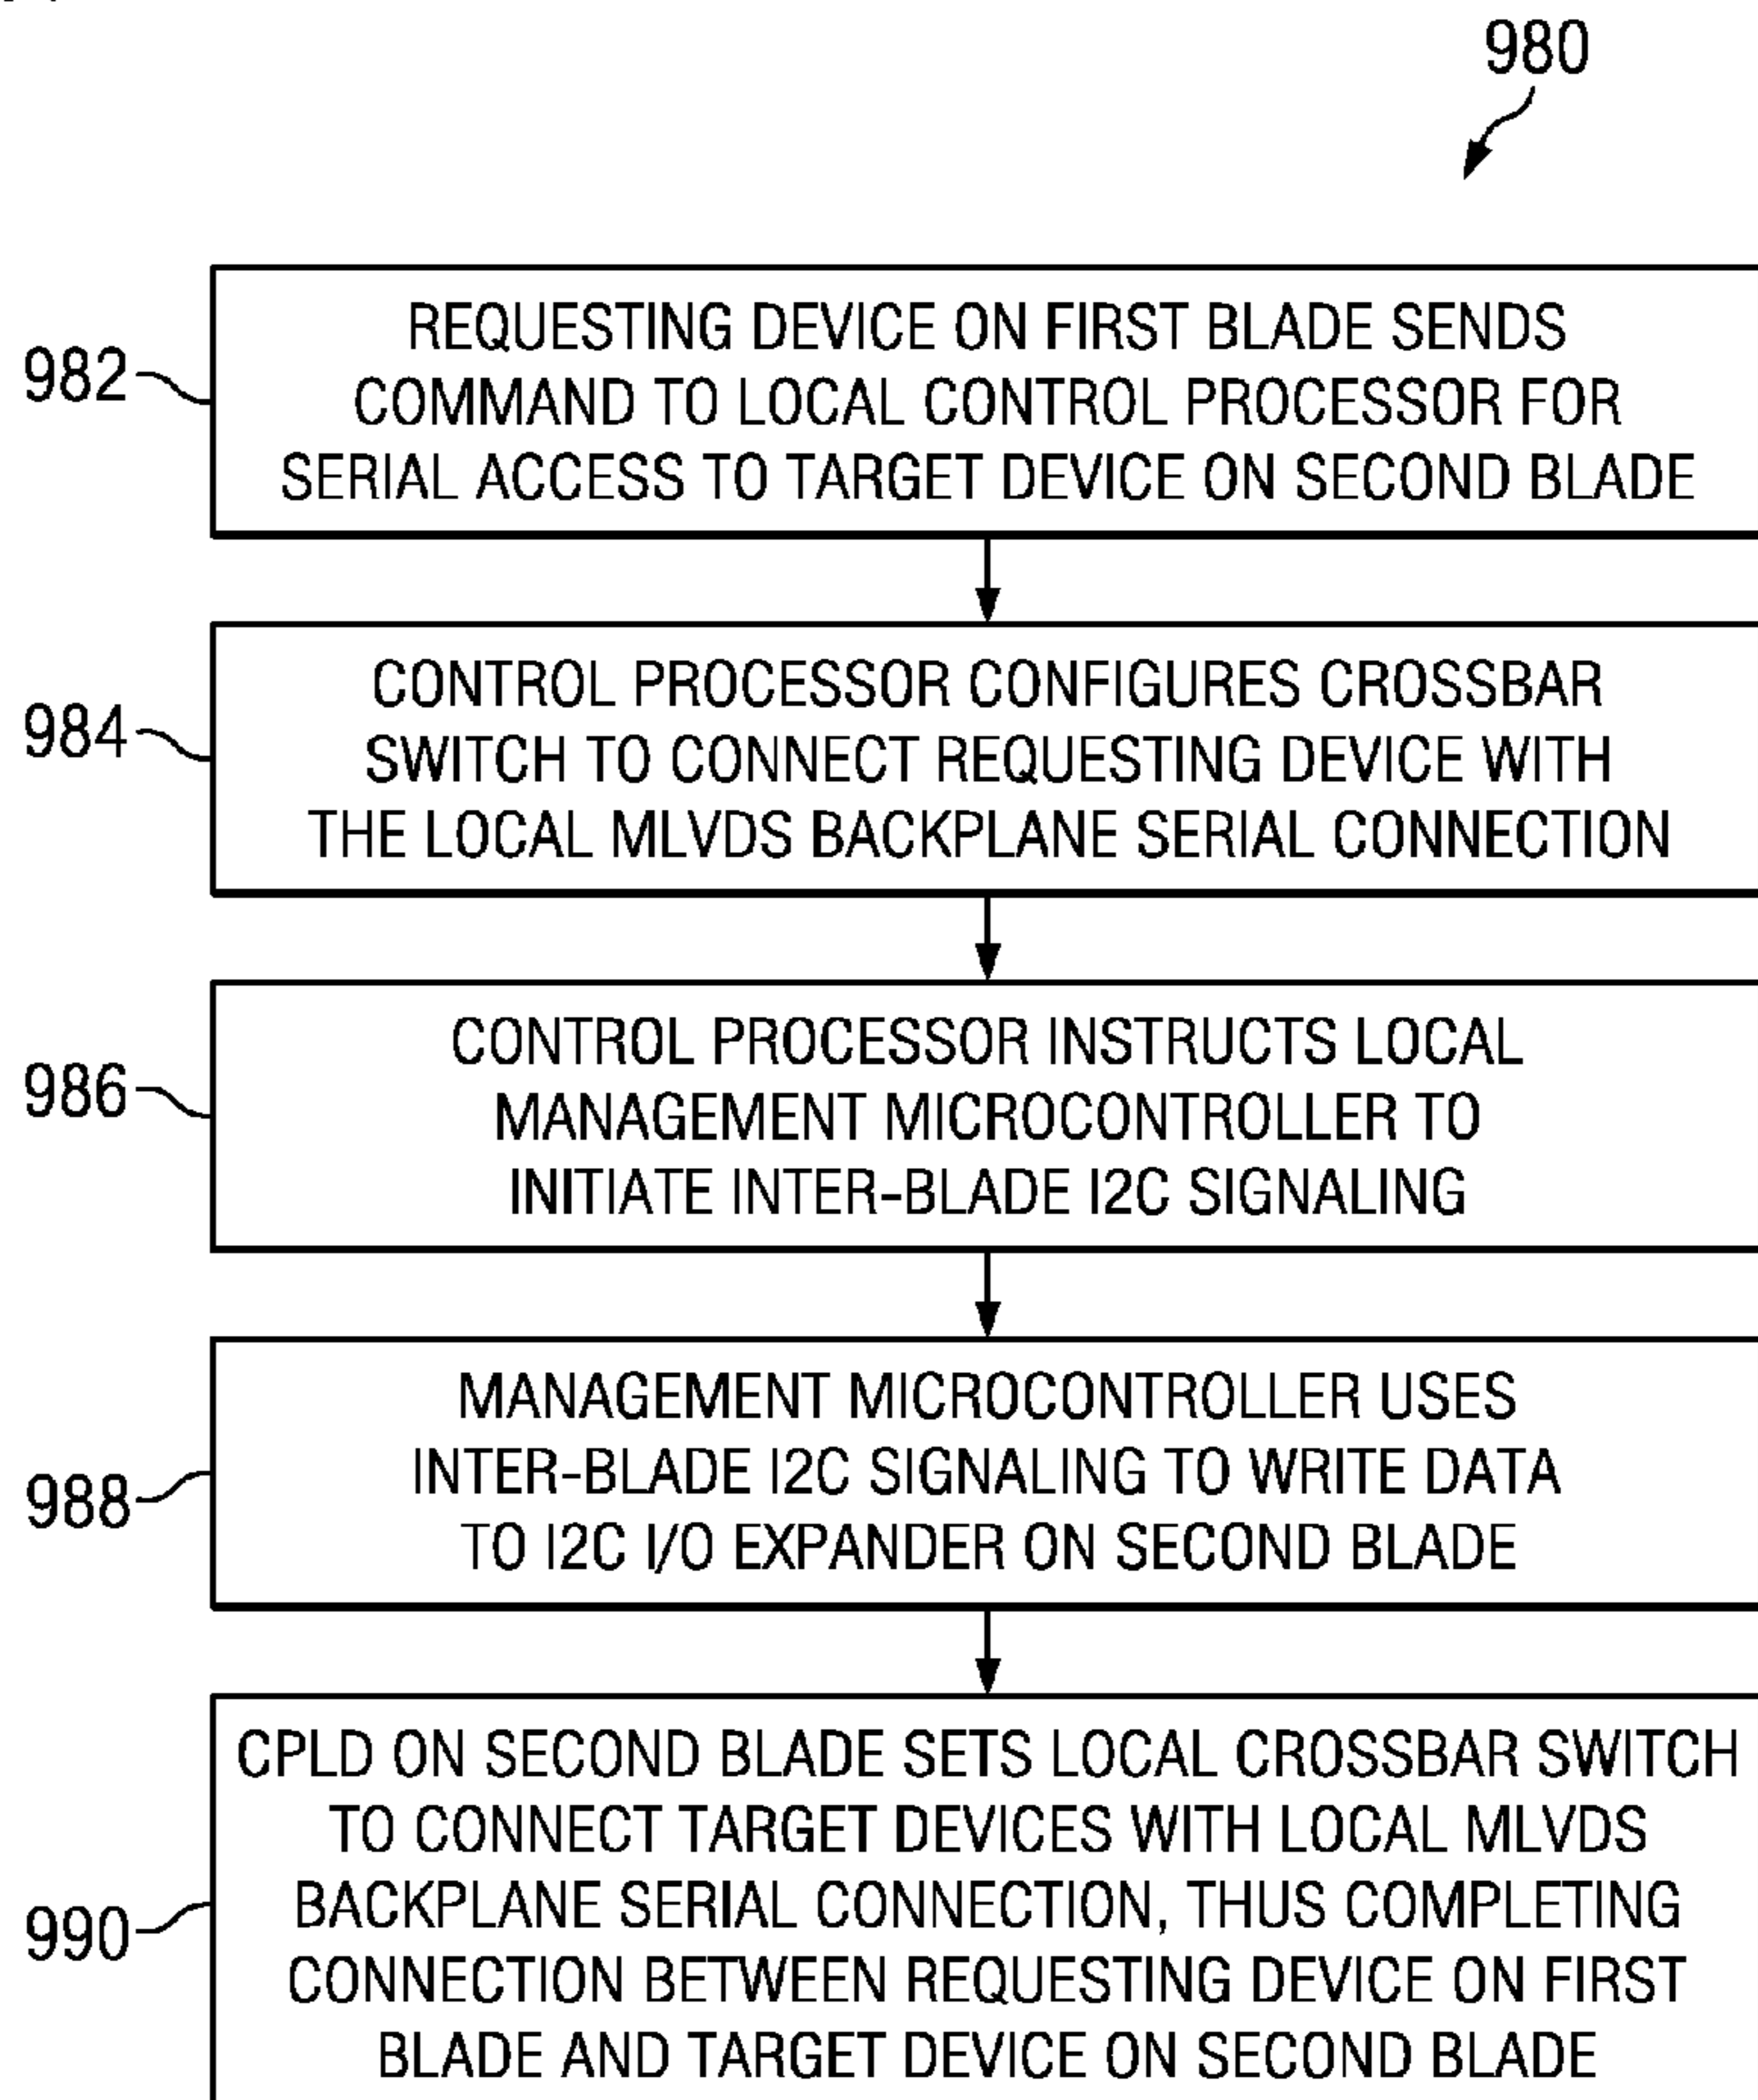 980
982
REQUESTING DEVICE ON FIRST BLADE SENDS
COMMAND TO LOCAL CONTROL PROCESSOR FOR
SERIAL ACCESS TO TARGET DEVICE ON SECOND BLADE
984
CONTROL PROCESSOR CONFIGURES CROSSBAR
SWITCH TO CONNECT REQUESTING DEVICE WITH
THE LOCAL MLVDS BACKPLANE SERIAL CONNECTION
986
CONTROL PROCESSOR INSTRUCTS LOCAL
MANAGEMENT MICROCONTROLLER TO
INITIATE INTER-BLADE I2C SIGNALING
988
MANAGEMENT MICROCONTROLLER USES
INTER-BLADE I2C SIGNALING TO WRITE DATA
TO I2C I/O EXPANDER ON SECOND BLADE
990
CPLD ON SECOND BLADE SETS LOCAL CROSSBAR SWITCH
TO CONNECT TARGET DEVICES WITH LOCAL MLVDS
BACKPLANE SERIAL CONNECTION, THUS COMPLETING
CONNECTION BETWEEN REQUESTING DEVICE ON FIRST
BLADE AND TARGET DEVICE ON SECOND BLADE